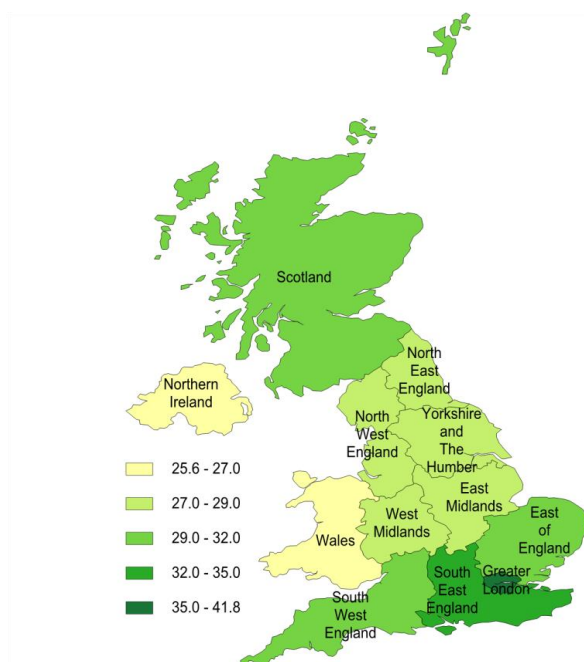 Scotland
North
East
England
Northern
Ireland
North
West
England
Yorkshire
and
The
Humber
East
Midlands
West
Midlands
Wales
East
of
England
Greater
London
South
East
England
South
West
England
25.6 - 27.0
27.0 - 29.0
29.0 - 32.0
32.0 - 35.0
35.0 - 41.8